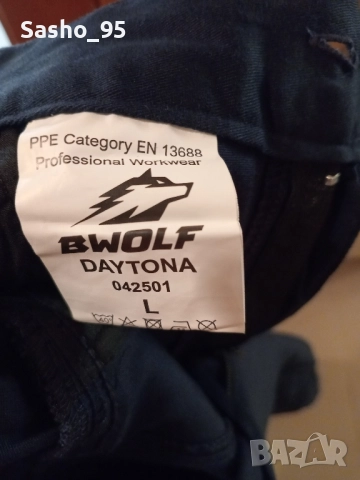 Sasho_95
PPE Category EN 13688
Professional Workwear
BWOLF
DAYTONA
042501
L
BAZAR